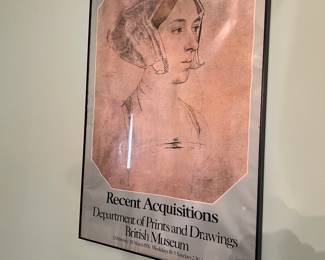 Recent Acquisitions
Department of Prints and Drawings
British Museum